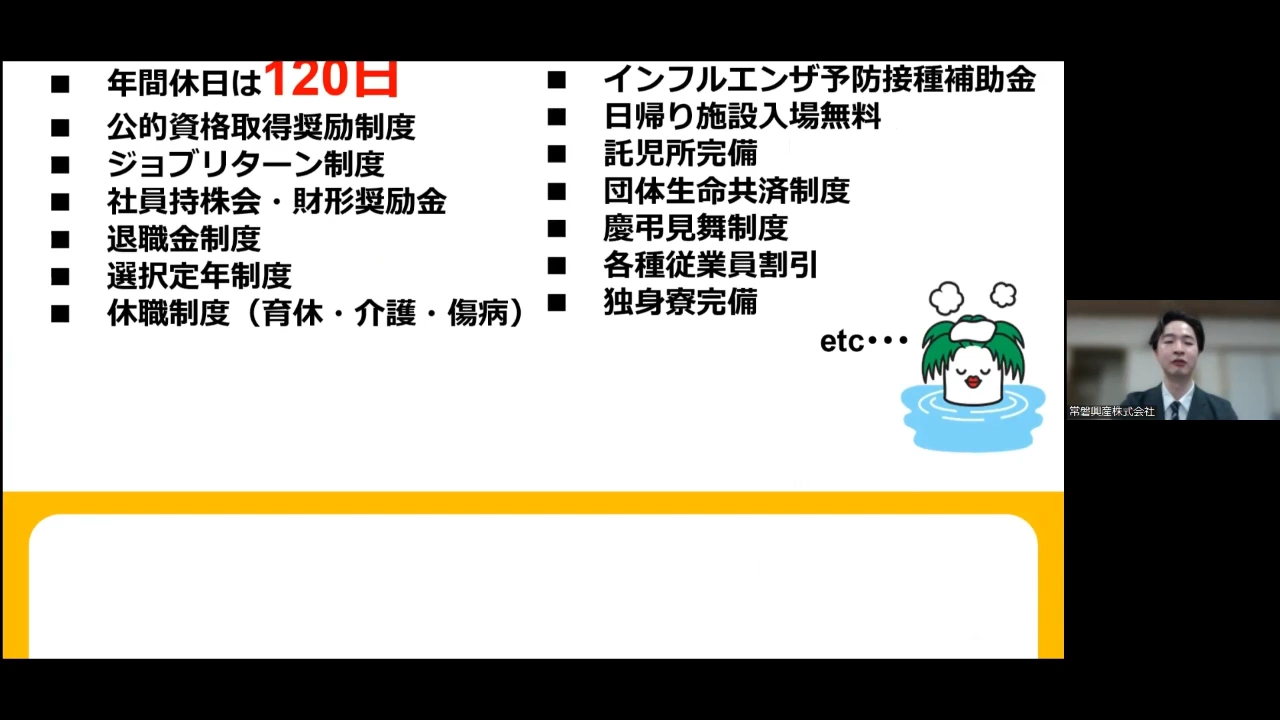 年間休日は120日
公的資格取得奨励制度
ジョブリターン制度
社員持株会・財形奨励金
退職金制度
選択定年制度
休職制度（育休・介護・傷病）
インフルエンザ予防接種補助金
日帰り施設入場無料
託児所完備
団体生命共済制度
慶弔見舞制度
各種従業員割引
独身寮完備
etc･･･
常磐興産株式会社